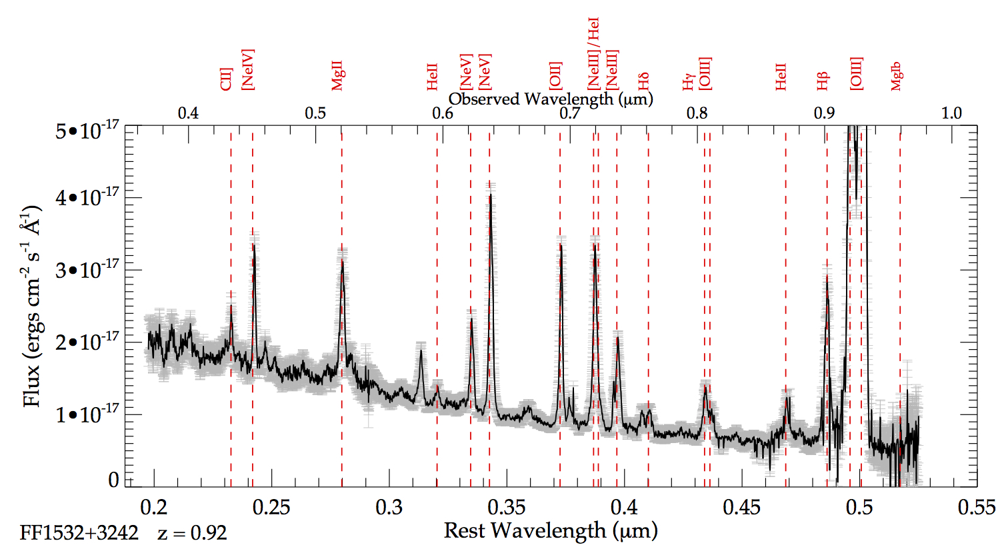 CII]
[NeIV]
MgII
HeII
[NeV]
[NeV]
[OII]
[NeIII] / HeI
[NeIII]
Hδ
Hγ
[OIII]
HeII
Hβ
[OIII]
MgIb
Observed Wavelength (μm)
0.4 0.5 0.6 0.7 0.8 0.9 1.0
5•10⁻¹⁷
4•10⁻¹⁷
3•10⁻¹⁷
2•10⁻¹⁷
1•10⁻¹⁷
0
Flux (ergs cm⁻² s⁻¹ Å⁻¹)
0.2 0.25 0.3 0.35 0.4 0.45 0.5 0.55
Rest Wavelength (μm)
FF1532+3242 z = 0.92